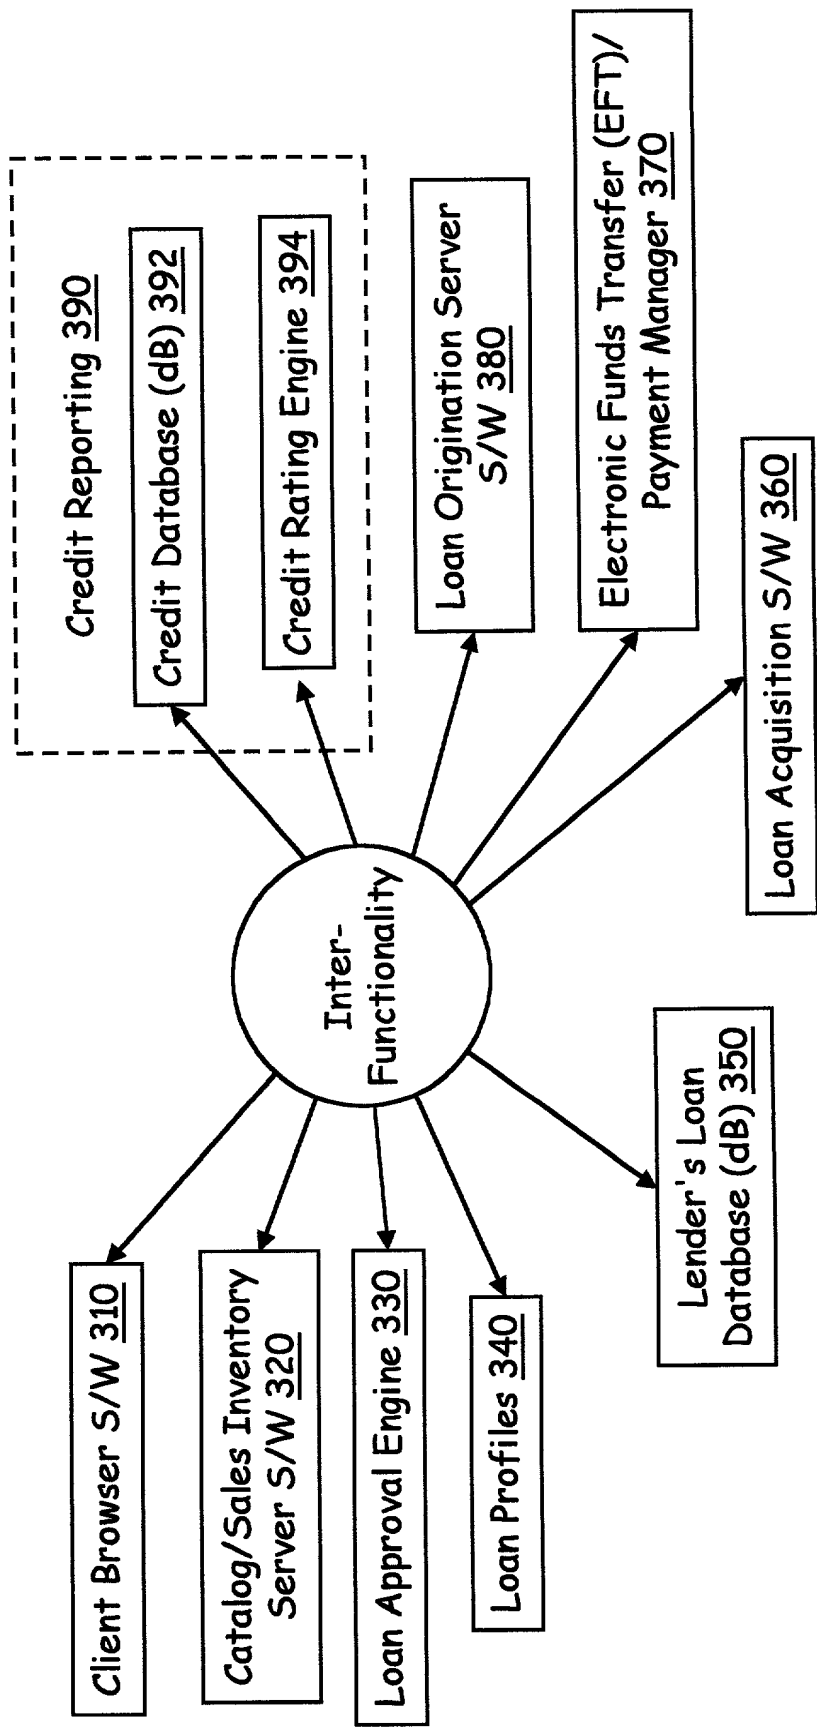 Client Browser S/W 310
Catalog/Sales Inventory
Server S/W 320
Loan Approval Engine 330
Loan Profiles 340
Lender's Loan
Database (dB) 350
Inter-
Functionality
Credit Reporting 390
Credit Database (dB) 392
Credit Rating Engine 394
Loan Origination Server
S/W 380
Electronic Funds Transfer (EFT)/
Payment Manager 370
Loan Acquisition S/W 360